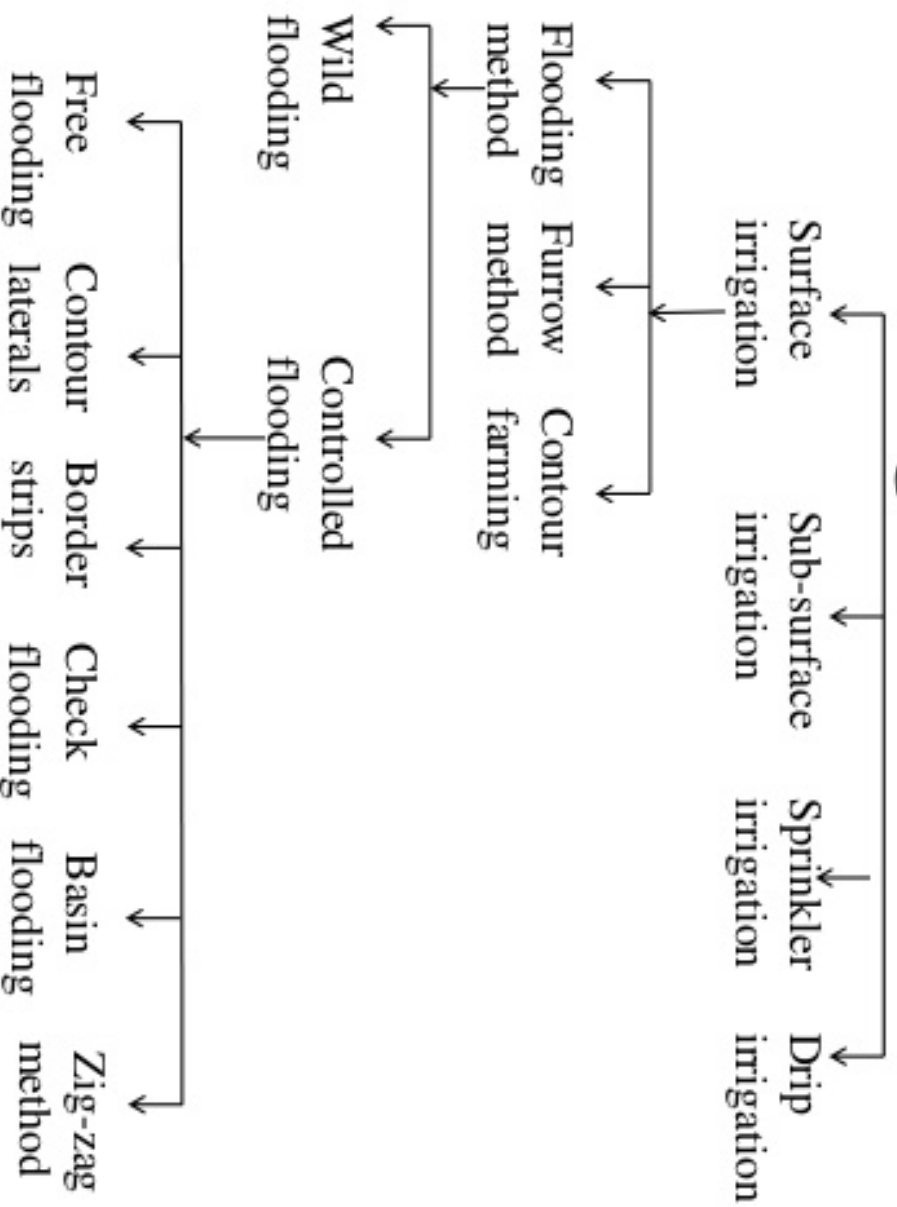 Surface
irrigation
Sub-surface
irrigation
Sprinkler
irrigation
Drip
irrigation
Flooding
method
Furrow
method
Contour
farming
Wild
flooding
Controlled
flooding
Free
flooding
Contour
laterals
Border
strips
Check
flooding
Basin
flooding
Zig-zag
method